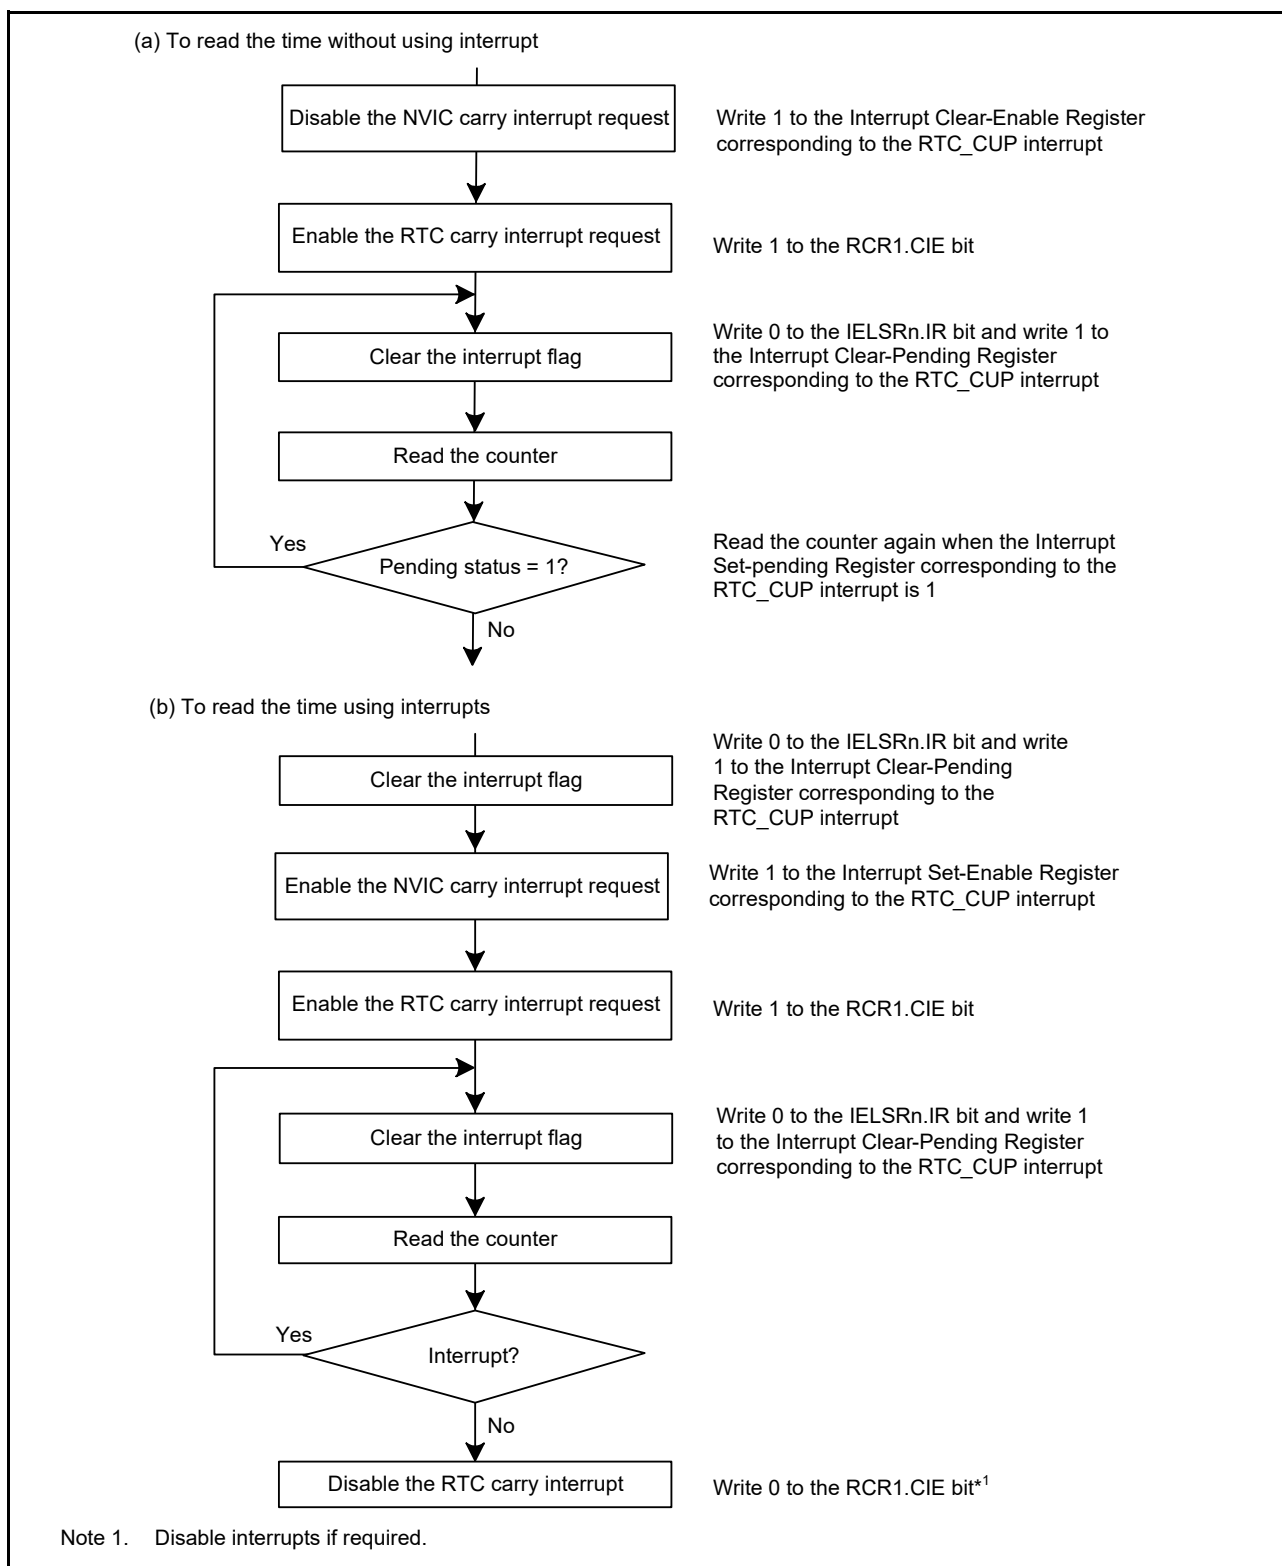 (a) To read the time without using interrupt
Disable the NVIC carry interrupt request
Write 1 to the Interrupt Clear-Enable Register
corresponding to the RTC_CUP interrupt
Enable the RTC carry interrupt request
Write 1 to the RCR1.CIE bit
Clear the interrupt flag
Write 0 to the IELSRn.IR bit and write 1 to
the Interrupt Clear-Pending Register
corresponding to the RTC_CUP interrupt
Read the counter
Yes
Pending status = 1?
Read the counter again when the Interrupt
Set-pending Register corresponding to the
RTC_CUP interrupt is 1
No
(b) To read the time using interrupts
Clear the interrupt flag
Write 0 to the IELSRn.IR bit and write
1 to the Interrupt Clear-Pending
Register corresponding to the
RTC_CUP interrupt
Enable the NVIC carry interrupt request
Write 1 to the Interrupt Set-Enable Register
corresponding to the RTC_CUP interrupt
Enable the RTC carry interrupt request
Write 1 to the RCR1.CIE bit
Clear the interrupt flag
Write 0 to the IELSRn.IR bit and write 1
to the Interrupt Clear-Pending Register
corresponding to the RTC_CUP interrupt
Read the counter
Yes
Interrupt?
No
Disable the RTC carry interrupt
Write 0 to the RCR1.CIE bit*1
Note 1. Disable interrupts if required.